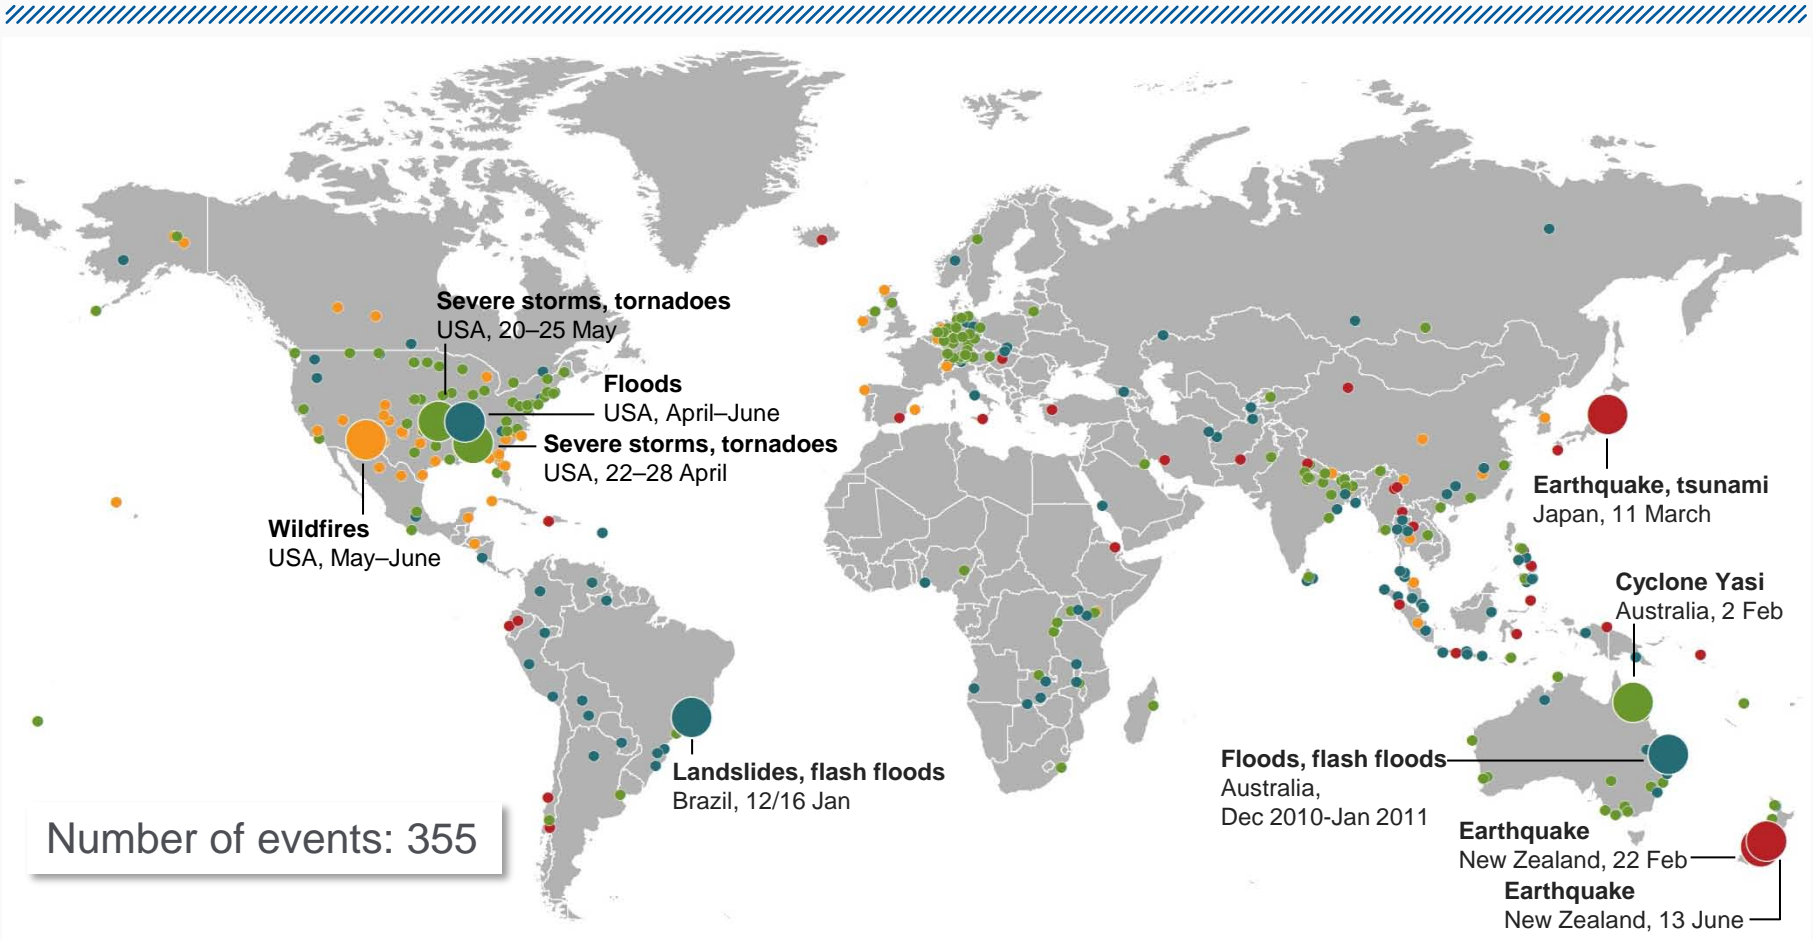 Severe storms, tornadoes
USA, 20–25 May
Floods
USA, April–June
Severe storms, tornadoes
USA, 22–28 April
Wildfires
USA, May–June
Earthquake, tsunami
Japan, 11 March
Cyclone Yasi
Australia, 2 Feb
Landslides, flash floods
Brazil, 12/16 Jan
Floods, flash floods
Australia,
Dec 2010-Jan 2011
Number of events: 355
Earthquake
New Zealand, 22 Feb
Earthquake
New Zealand, 13 June